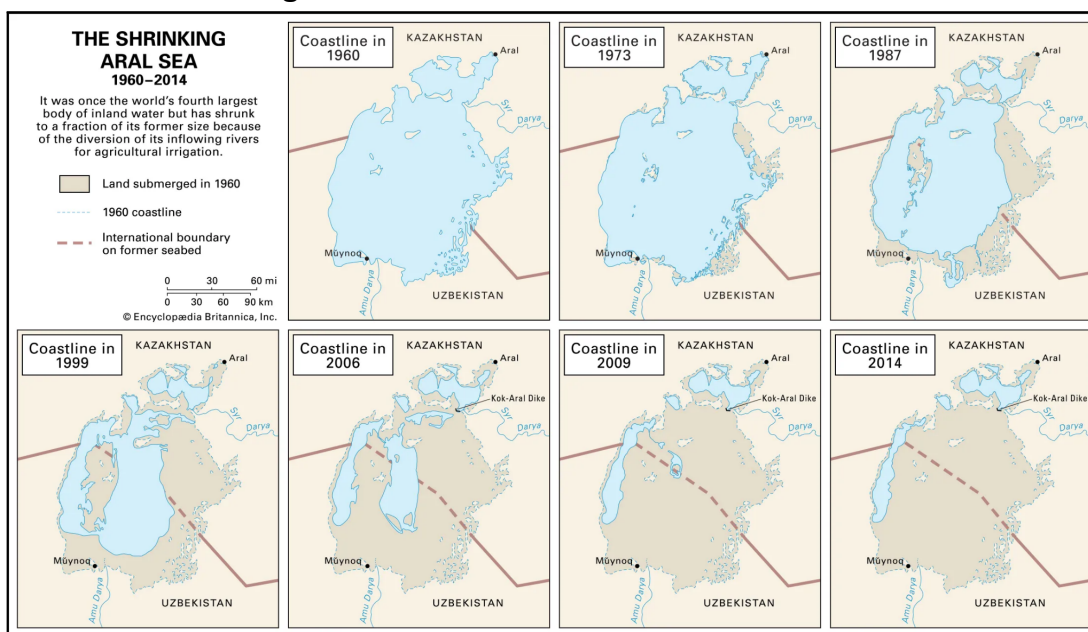 THE SHRINKING
ARAL SEA
1960–2014
It was once the world's fourth largest
body of inland water but has shrunk
to a fraction of its former size because
of the diversion of its inflowing rivers
for agricultural irrigation.
Land submerged in 1960
1960 coastline
International boundary
on former seabed
0 30 60 mi
0 30 60 90 km
© Encyclopædia Britannica, Inc.
Coastline in
1960
KAZAKHSTAN
Aral
Syr
Darya
Mŭynoq
Amu Darya
UZBEKISTAN
Coastline in
1973
KAZAKHSTAN
Aral
Syr
Darya
Mŭynoq
Amu Darya
UZBEKISTAN
Coastline in
1987
KAZAKHSTAN
Aral
Syr
Darya
Mŭynoq
Amu Darya
UZBEKISTAN
Coastline in
1999
KAZAKHSTAN
Aral
Syr
Darya
Mŭynoq
Amu Darya
UZBEKISTAN
Coastline in
2006
KAZAKHSTAN
Aral
Kok-Aral Dike
Syr
Darya
Mŭynoq
Amu Darya
UZBEKISTAN
Coastline in
2009
KAZAKHSTAN
Aral
Kok-Aral Dike
Syr
Darya
Mŭynoq
Amu Darya
UZBEKISTAN
Coastline in
2014
KAZAKHSTAN
Aral
Kok-Aral Dike
Syr
Darya
Mŭynoq
Amu Darya
UZBEKISTAN